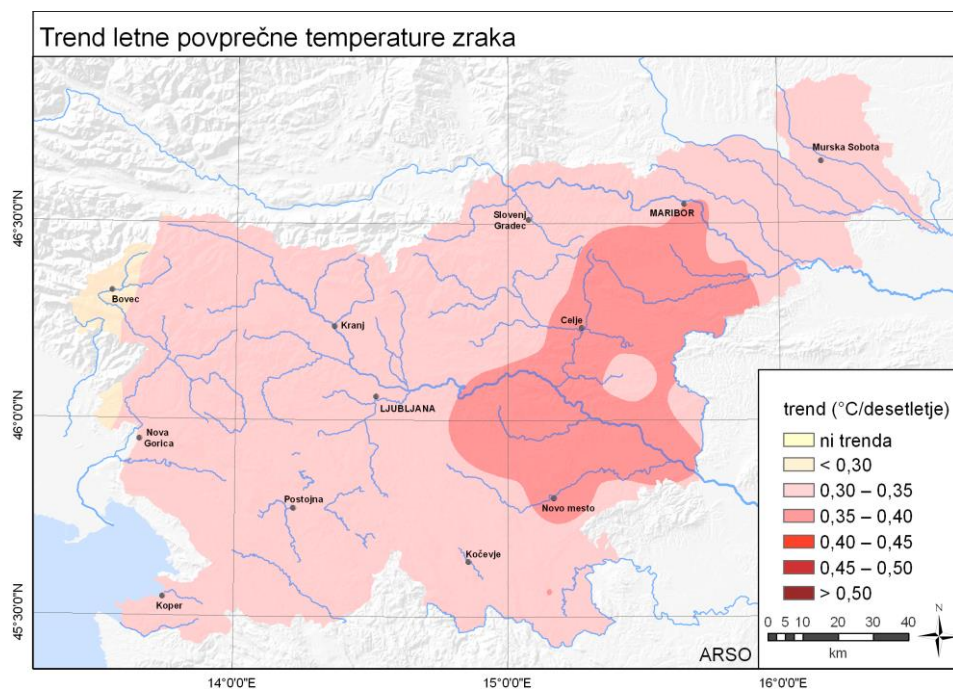 Trend letne povprečne temperature zraka
Murska Sobota
MARIBOR
Slovenj
Gradec
46°30'0"N
Bovec
Kranj
Celje
LJUBLJANA
46°0'0"N
Nova
Gorica
Postojna
Novo mesto
Kočevje
Koper
45°30'0"N
trend (°C/desetletje)
ni trenda
< 0,30
0,30 – 0,35
0,35 – 0,40
0,40 – 0,45
0,45 – 0,50
> 0,50
N
0 5 10 20 30 40
km
ARSO
14°0'0"E
15°0'0"E
16°0'0"E